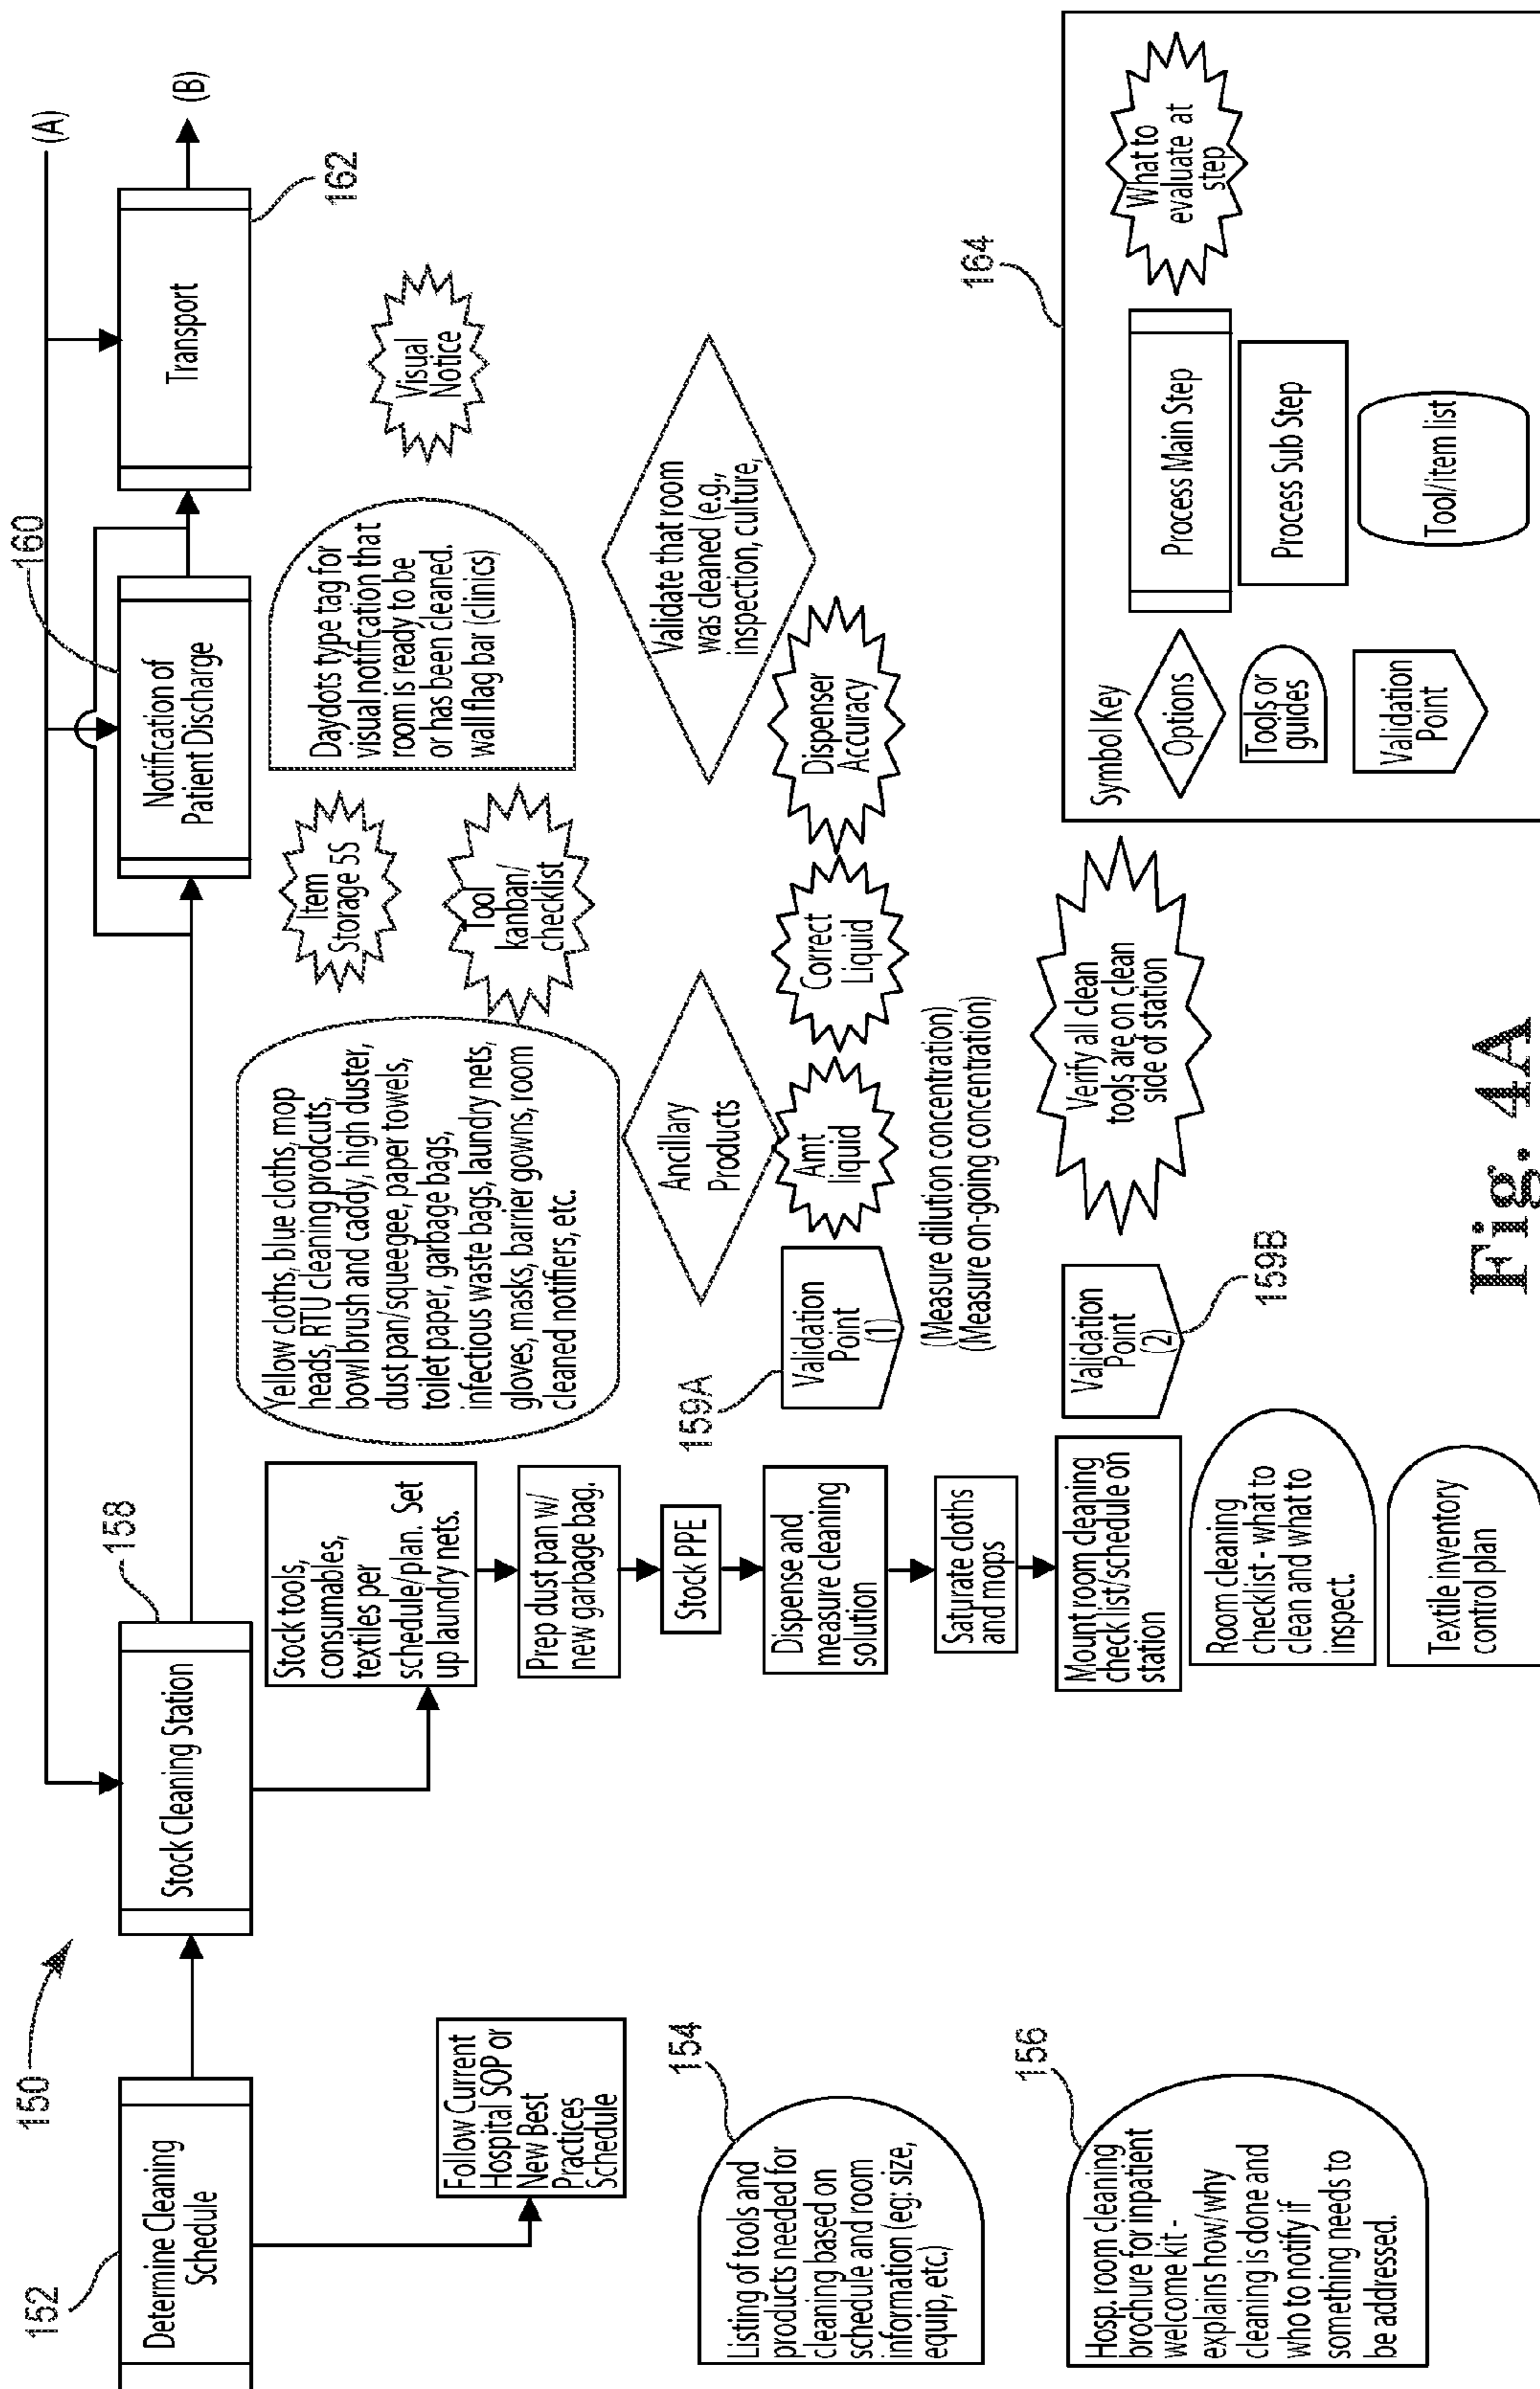 150
152
Determine Cleaning
Schedule
Follow Current
Hospital SOP or
New Best
Practices
Schedule
154
Listing of tools and
products needed for
cleaning based on
schedule and room
information (eg: size,
equip, etc.)
156
Hosp. room cleaning
brochure for inpatient
welcome kit -
explains how/why
cleaning is done and
who to notify if
something needs to
be addressed.
158
Stock Cleaning Station
Stock tools,
consumables,
textiles per
schedule/plan. Set
up laundry nets.
Prep dust pan w/
new garbage bag.
Stock PPE
Dispense and
measure cleaning
solution
Saturate cloths
and mops
Mount room cleaning
check list/schedule on
station
Room cleaning
checklist - what to
clean and what to
inspect.
Textile inventory
control plan
Yellow cloths, blue cloths, mop
heads, RTU cleaning prodcuts,
bowl brush and caddy, high duster,
dust pan/squeegee, paper towels,
toilet paper, garbage bags,
infectious waste bags, laundry nets,
gloves, masks, barrier gowns, room
cleaned notifiers, etc.
Ancillary
Products
159A
Validation
Point
(1)
Amt
liquid
Correct
Liquid
Dispenser
Accuracy
(Measure dilution concentration)
(Measure on-going concentration)
Validation
Point
(2)
159B
Verify all clean
tools are on clean
side of station
Item
Storage 5S
Tool
kanban/
checklist
160
Notification of
Patient Discharge
Daydots type tag for
visual notification that
room is ready to be
or has been cleaned.
wall flag bar (clinics)
Validate that room
was cleaned (e.g.,
inspection, culture,
Visual
Notice
Transport
162
(A)
(B)
164
Symbol Key
Options
Tools or
guides
Validation
Point
Process Main Step
Process Sub Step
Tool/item list
What to
evaluate at
step
Fig. 4A